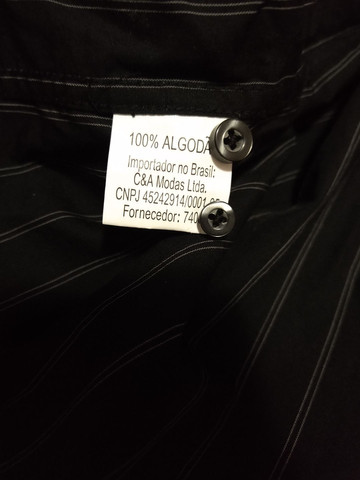 100% ALGODÃ
Importador no Brasil:
C&A Modas Ltda.
CNPJ 45242914/0001
Fornecedor: 740